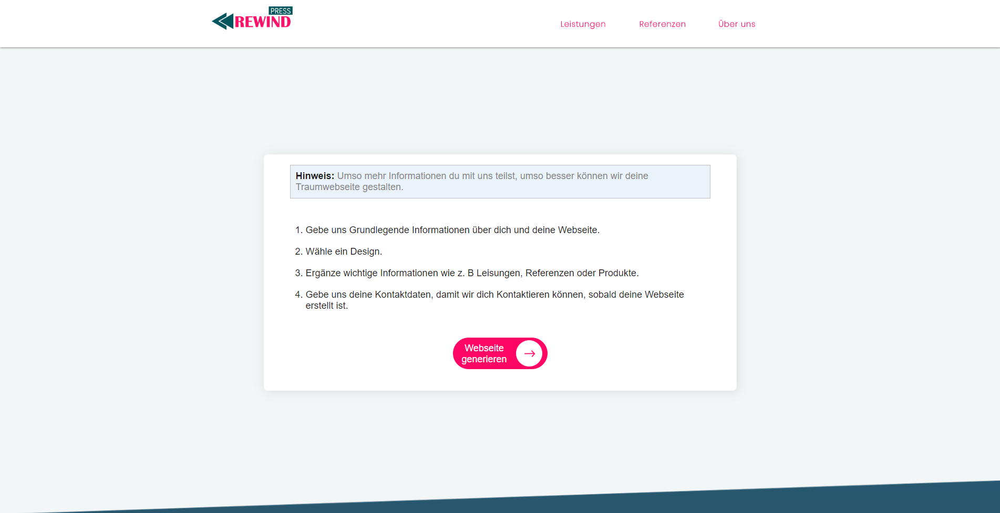 PRESS
REWIND
Leistungen
Referenzen
Über uns
Hinweis: Umso mehr Informationen du mit uns teilst, umso besser können wir deine
Traumwebseite gestalten.
1. Gebe uns Grundlegende Informationen über dich und deine Webseite.
2. Wähle ein Design.
3. Ergänze wichtige Informationen wie z. B Leisungen, Referenzen oder Produkte.
4. Gebe uns deine Kontaktdaten, damit wir dich Kontaktieren können, sobald deine Webseite
erstellt ist.
Webseite
generieren